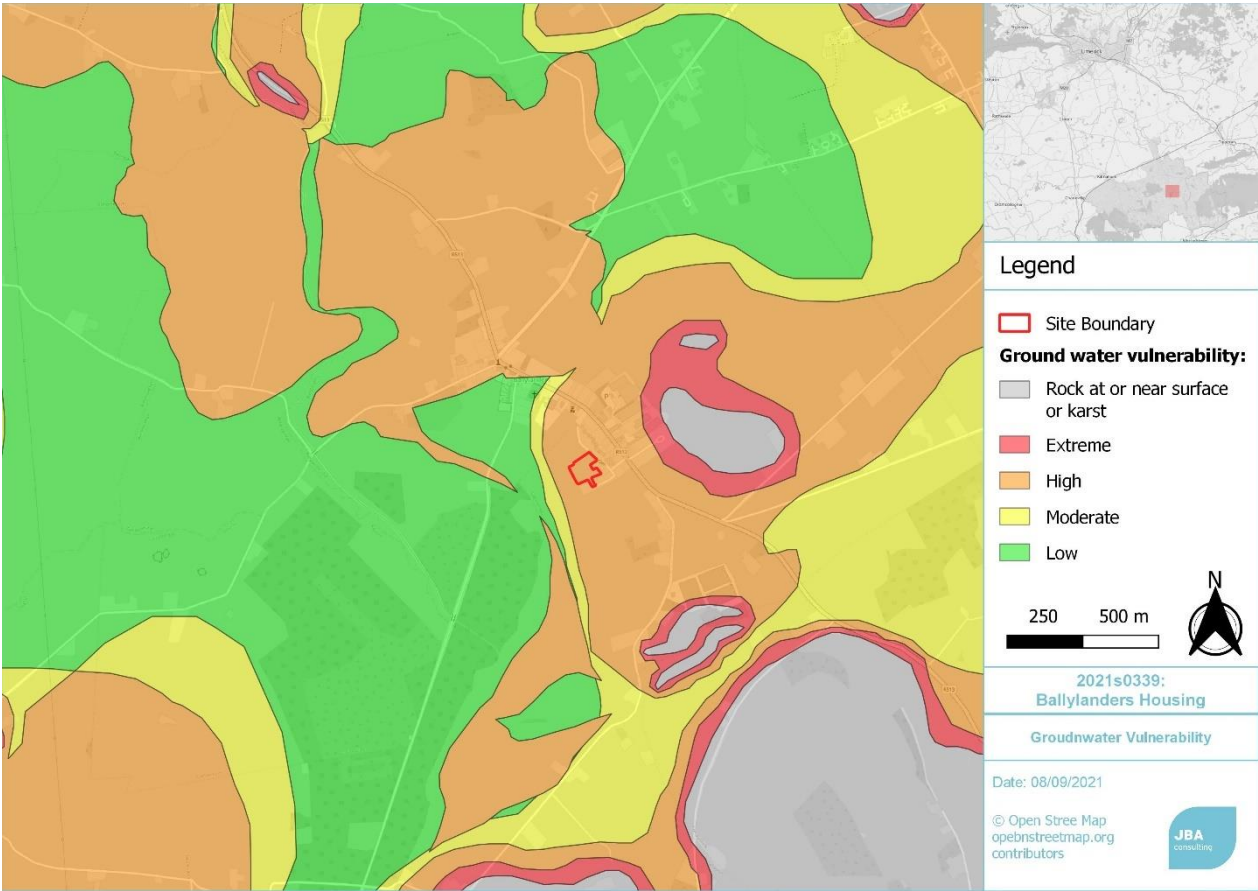 Limerick
Legend
Site Boundary
Ground water vulnerability:
Rock at or near surface
or karst
Extreme
High
Moderate
Low
N
250 500 m
2021s0339:
Ballylanders Housing
Groudnwater Vulnerability
Date: 08/09/2021
© Open Stree Map
opebnstreetmap.org
contributors
JBA
consulting